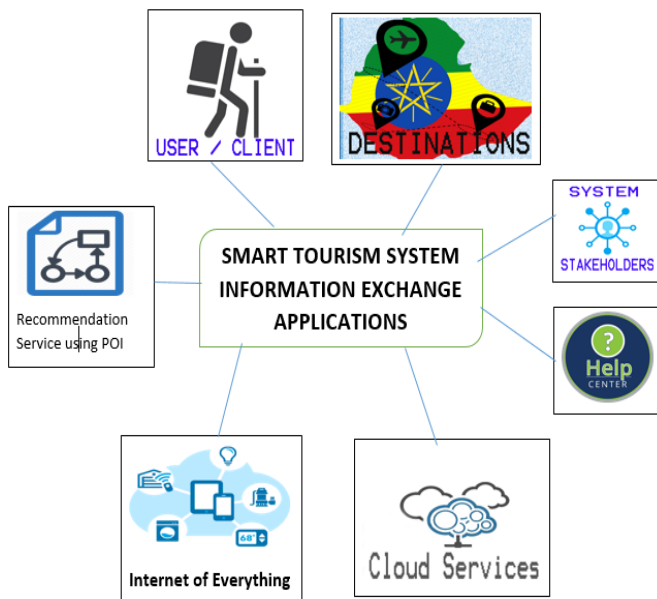 USER / CLIENT
DESTINATIONS
SYSTEM
STAKEHOLDERS
SMART TOURISM SYSTEM
INFORMATION EXCHANGE
APPLICATIONS
Recommendation
Service using POI
?
Help
CENTER
68°
Internet of Everything
Cloud Services